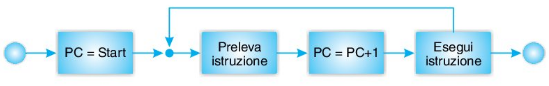 PC = Start
Preleva
istruzione
PC = PC+1
Esegui
istruzione